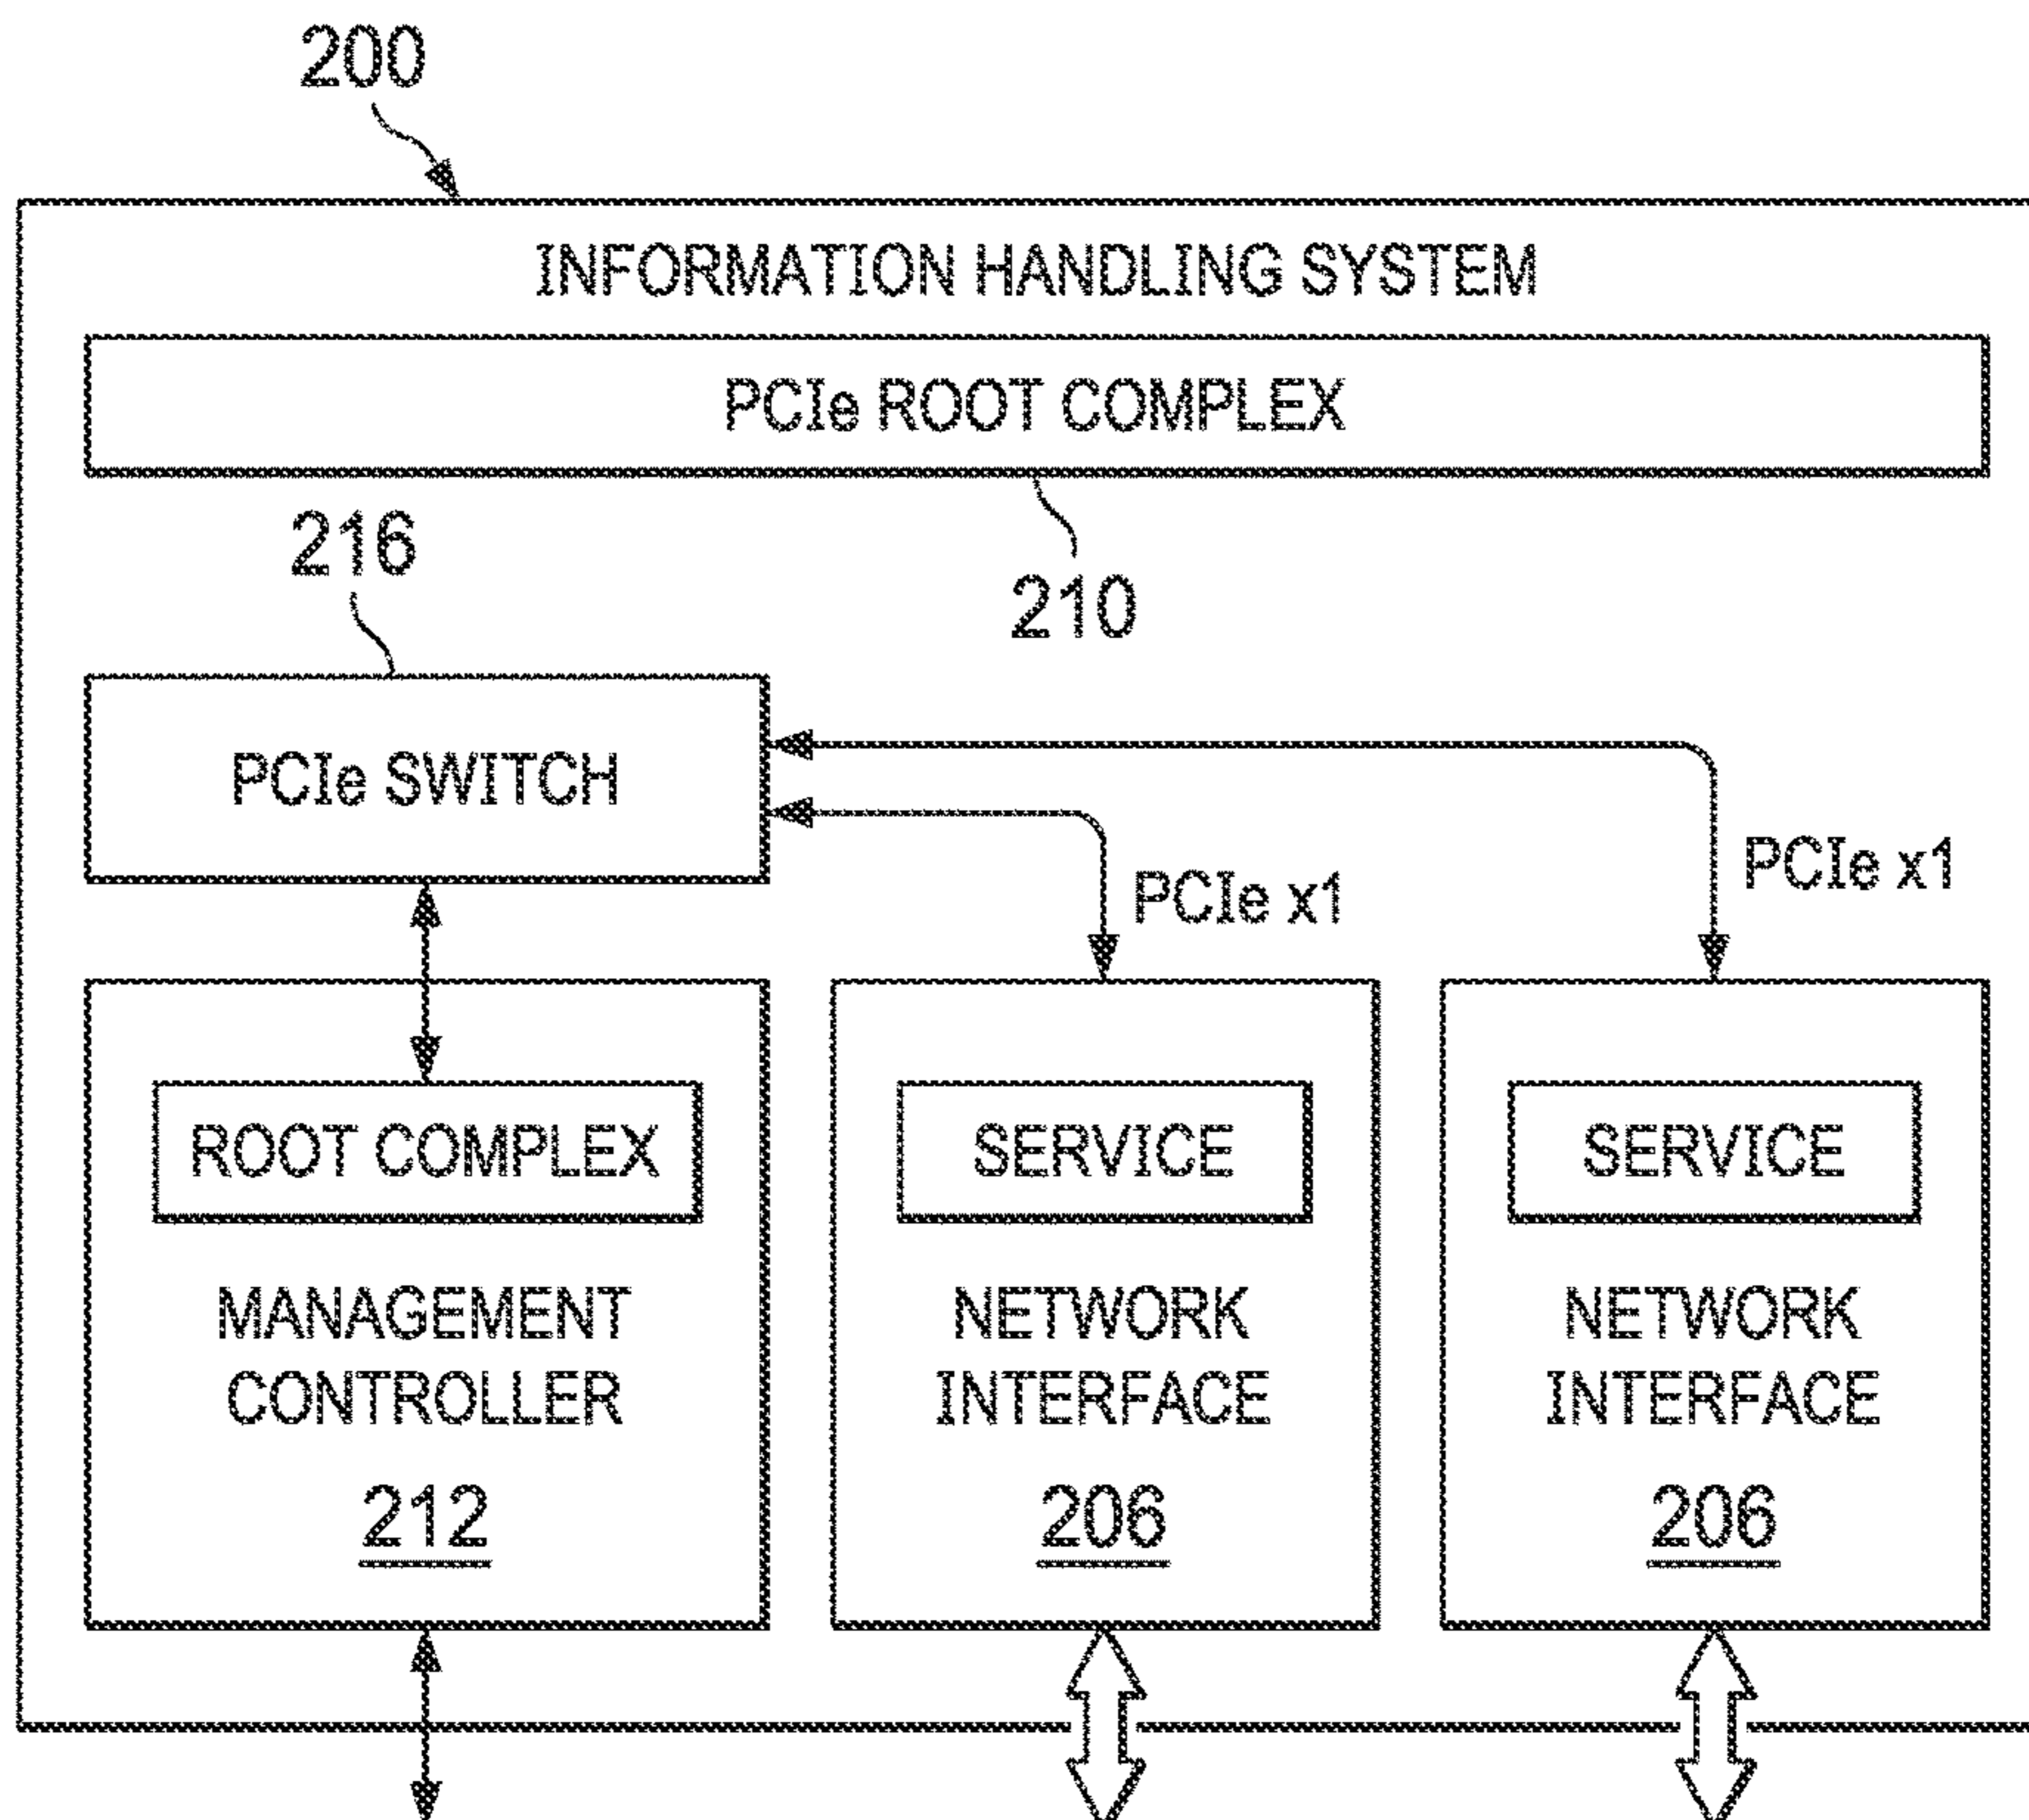 200
INFORMATION HANDLING SYSTEM
PCIe ROOT COMPLEX
216
210
PCIe SWITCH
PCIe x1
PCIe x1
ROOT COMPLEX
MANAGEMENT
CONTROLLER
212
SERVICE
NETWORK
INTERFACE
206
SERVICE
NETWORK
INTERFACE
206